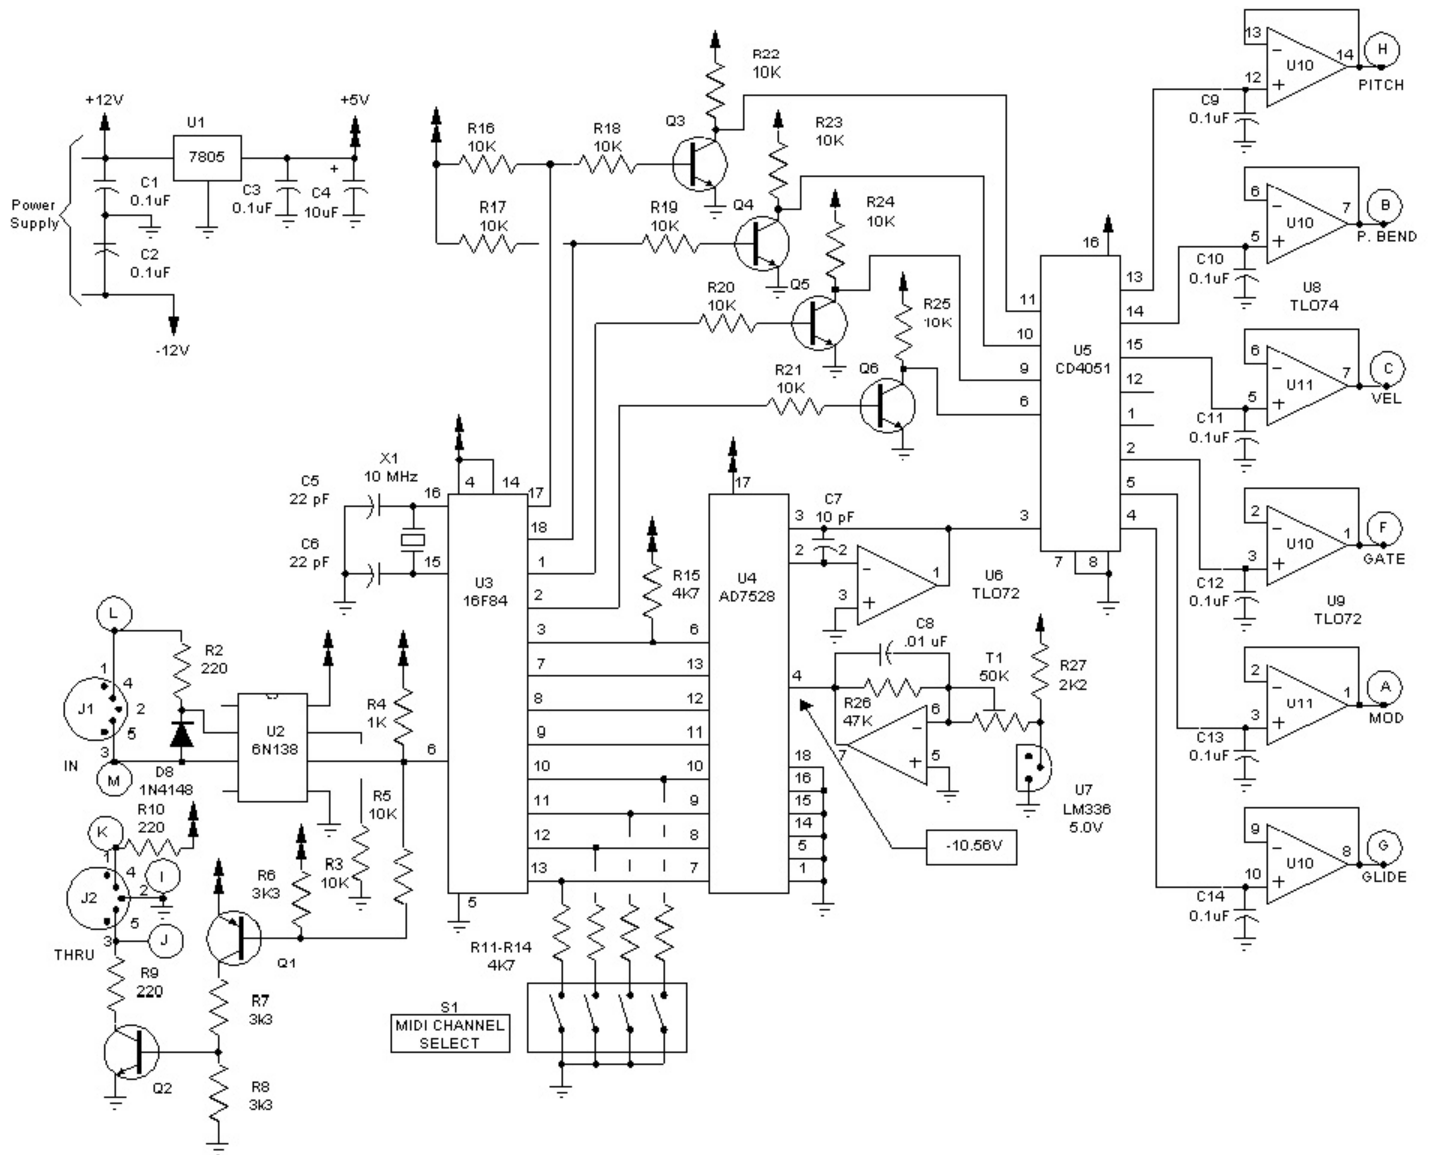 +12V
+5V
-12V
Power
Supply
U1
7805
C1
0.1uF
C2
0.1uF
C3
0.1uF
+
C4
10uF
R16
10K
R17
10K
R18
10K
R19
10K
R20
10K
R21
10K
R22
10K
R23
10K
R24
10K
R25
10K
Q3
Q4
Q5
Q6
16
11
10
9
6
3
7
8
13
14
15
12
1
2
5
4
U5
CD4051
13
12
14
-
+
U10
H
PITCH
C9
0.1uF
6
5
7
-
+
U10
B
P. BEND
C10
0.1uF
U8
TLO74
6
5
7
-
+
U11
C
VEL
C11
0.1uF
2
3
1
-
+
U10
F
GATE
C12
0.1uF
U9
TLO72
2
3
1
-
+
U11
A
MOD
C13
0.1uF
9
10
8
-
+
U10
G
GLIDE
C14
0.1uF
X1
10 MHz
C5
22 pF
C6
22 pF
16
15
4
14
17
18
1
2
3
7
8
9
10
11
12
13
5
6
U3
16F84
R15
4K7
17
U4
AD7528
6
13
12
11
10
9
8
7
3
2
4
18
16
15
14
5
1
C7
10 pF
2
3
1
-
+
U6
TLO72
C8
.01 uF
R26
47K
T1
50K
R27
2K2
6
5
7
-
+
U7
LM336
5.0V
-10.56V
L
J1
1
4
2
5
3
IN
M
R2
220
D8
1N4148
U2
6N138
R4
1K
R5
10K
R3
10K
R6
3K3
R10
220
K
J2
1
4
2
5
3
I
J
THRU
R9
220
Q1
Q2
R7
3k3
R8
3k3
R11-R14
4K7
S1
MIDI CHANNEL
SELECT